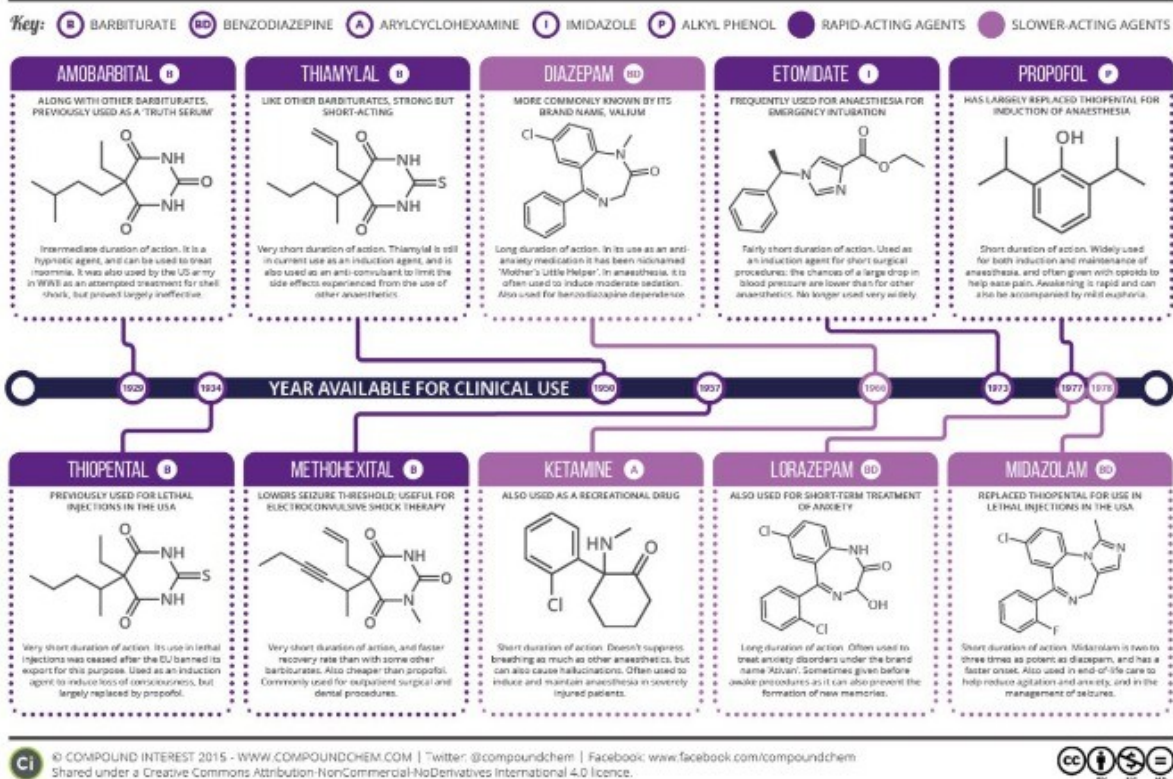 Key: B BARBITURATE BD BENZODIAZEPINE A ARYLCYCLOHEXAMINE I IMIDAZOLE P ALKYL PHENOL RAPID-ACTING AGENTS SLOWER-ACTING AGENTS
AMOBARBITAL B
ALONG WITH OTHER BARBITURATES,
PREVIOUSLY USED AS A 'TRUTH SERUM'
O
NH
O
NH
O
Intermediate duration of action. It is a
hypnotic agent, and can be used to treat
insomnia. It was also used by the US army
in WWII as an attempted treatment for shell
shock, but proved largely ineffective.
THIAMYLAL B
LIKE OTHER BARBITURATES, STRONG BUT
SHORT-ACTING
O
NH
S
NH
O
Very short duration of action. Thiamylal is still
in current use as an induction agent, and is
also used as an anti-convulsant to limit the
side effects experienced from the use of
other anaesthetics.
DIAZEPAM BD
MORE COMMONLY KNOWN BY ITS
BRAND NAME, VALIUM
Cl
N
O
N
Long duration of action. In its use as an anti-
anxiety medication it has been nicknamed
'Mother's Little Helper'. In anaesthesia, it is
often used to induce moderate sedation.
Also used for benzodiazapine dependence.
ETOMIDATE I
FREQUENTLY USED FOR ANAESTHESIA FOR
EMERGENCY INTUBATION
O
O
N
N
Fairly short duration of action. Used as
an induction agent for short surgical
procedures; the chances of a large drop in
blood pressure are lower than for other
anaesthetics. No longer used very widely.
PROPOFOL P
HAS LARGELY REPLACED THIOPENTAL FOR
INDUCTION OF ANAESTHESIA
OH
Short duration of action. Widely used
for both induction and maintenance of
anaesthesia, and often given with opioids to
help ease pain. Awakening is rapid and can
also be accompanied by mild euphoria.
1929 1934 YEAR AVAILABLE FOR CLINICAL USE 1950 1957 1966 1973 1977 1978
THIOPENTAL B
PREVIOUSLY USED FOR LETHAL
INJECTIONS IN THE USA
O
NH
S
NH
O
Very short duration of action. Its use in lethal
injections was ceased after the EU banned its
export for this purpose. Used as an induction
agent to induce loss of consciousness, but
largely replaced by propofol.
METHOHEXITAL B
LOWERS SEIZURE THRESHOLD; USEFUL FOR
ELECTROCONVULSIVE SHOCK THERAPY
O
NH
O
N
O
Very short duration of action, and faster
recovery rate than with some other
barbiturates. Also cheaper than propofol.
Commonly used for outpatient surgical and
dental procedures.
KETAMINE A
ALSO USED AS A RECREATIONAL DRUG
HN
O
Cl
Short duration of action. Doesn't suppress
breathing as much as other anaesthetics, but
can also cause hallucinations. Often used to
induce and maintain anaesthesia in severely
injured patients.
LORAZEPAM BD
ALSO USED FOR SHORT-TERM TREATMENT
OF ANXIETY
Cl
NH
O
N
OH
Cl
Long duration of action. Often used to
treat anxiety disorders under the brand
name 'Ativan'. Sometimes given before
awake procedures as it can also prevent the
formation of new memories.
MIDAZOLAM BD
REPLACED THIOPENTAL FOR USE IN
LETHAL INJECTIONS IN THE USA
Cl
N
N
N
F
Short duration of action. Midazolam is two to
three times as potent as diazepam, and has a
faster onset. Also used in end-of-life care to
help reduce agitation and anxiety, and in the
management of seizures.
Ci © COMPOUND INTEREST 2015 - WWW.COMPOUNDCHEM.COM | Twitter: @compoundchem | Facebook: www.facebook.com/compoundchem
Shared under a Creative Commons Attribution-NonCommercial-NoDerivatives International 4.0 licence.
cc